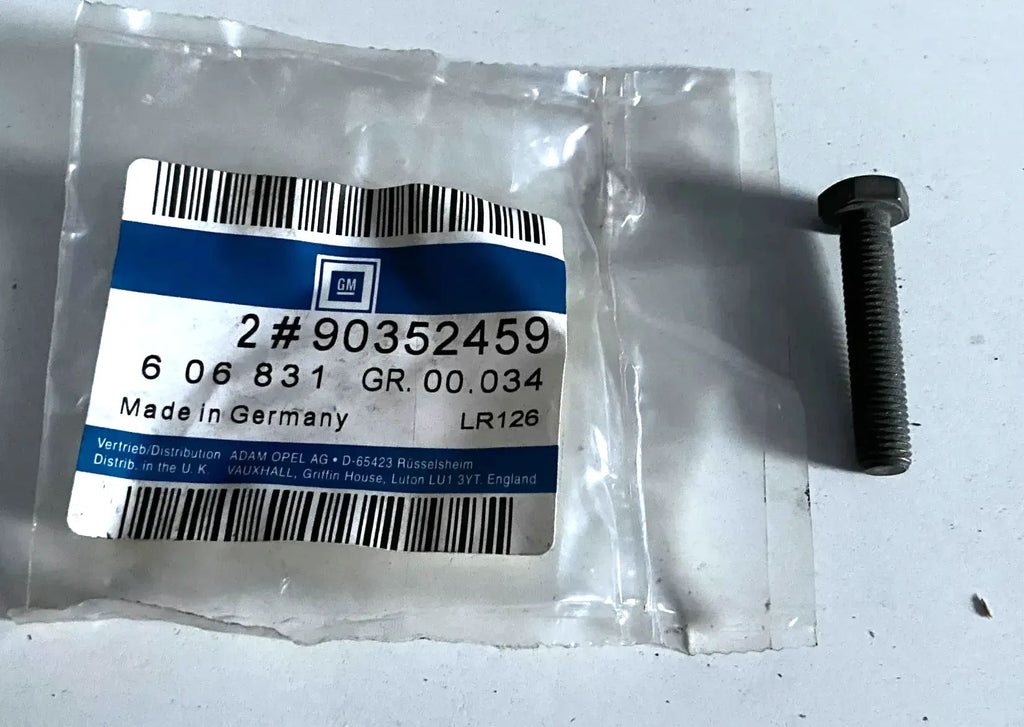 GM
2#90352459
6 06 831 GR. 00.034
Made in Germany LR126
Vertrieb/Distribution ADAM OPEL AG • D-65423 Rüsselsheim
Distrib. in the U.K. VAUXHALL, Griffin House, Luton LU1 3YT. England